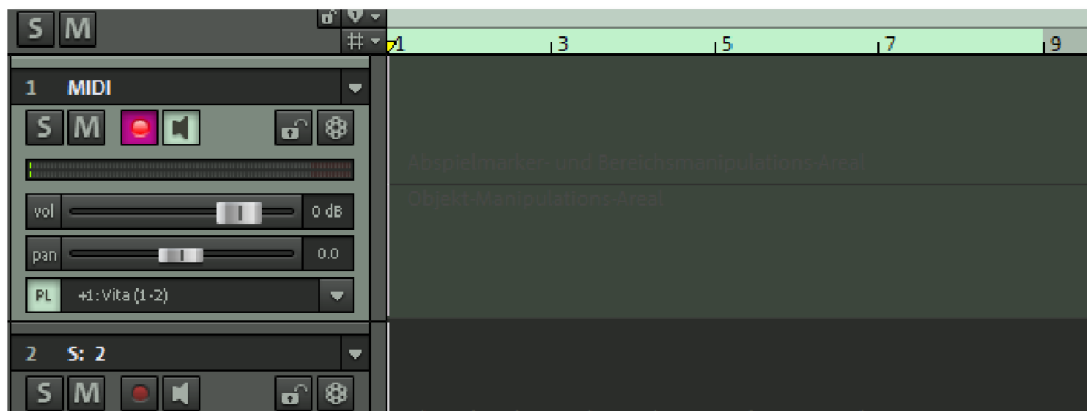 S M
1 3 5 7 9
1 MIDI
S M
Abspielmarker- und Bereichsmanipulations-Areal
Objekt-Manipulations-Areal
vol 0 dB
pan 0.0
PL +1: Vita (1-2)
2 S: 2
S M